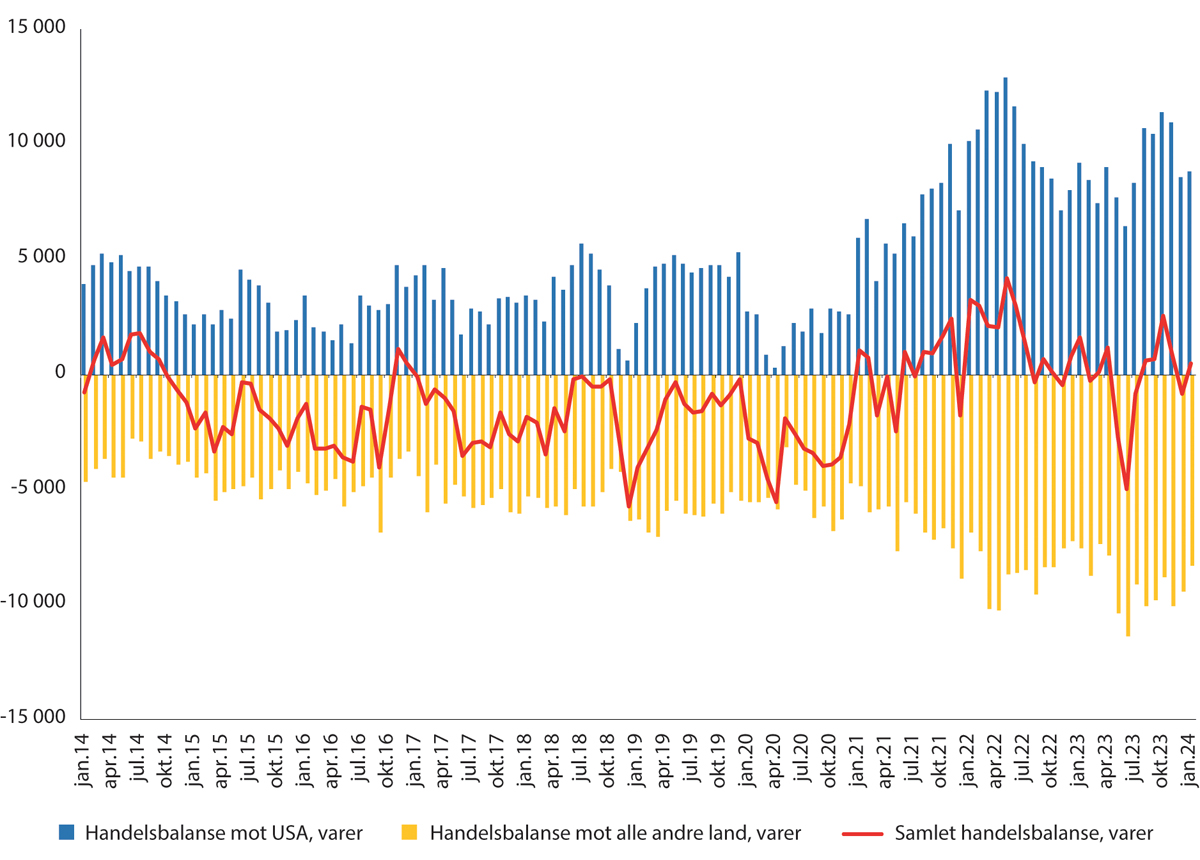 15 000
10 000
5 000
0
-5 000
-10 000
-15 000
jan.14
apr.14
jul.14
okt.14
jan.15
apr.15
jul.15
okt.15
jan.16
apr.16
jul.16
okt.16
jan.17
apr.17
jul.17
okt.17
jan.18
apr.18
jul.18
okt.18
jan.19
apr.19
jul.19
okt.19
jan.20
apr.20
jul.20
okt.20
jan.21
apr.21
jul.21
okt.21
jan.22
apr.22
jul.22
okt.22
jan.23
apr.23
jul.23
okt.23
jan.24
Handelsbalanse mot USA, varer
Handelsbalanse mot alle andre land, varer
Samlet handelsbalanse, varer